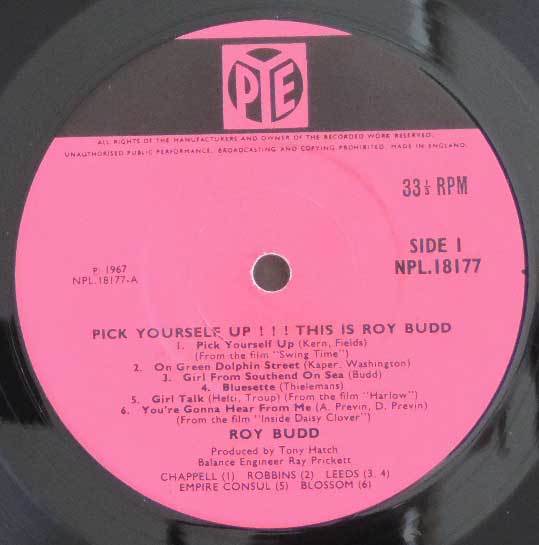 PYE
ALL RIGHTS OF THE MANUFACTURERS AND OWNER OF THE RECORDED WORK RESERVED.
UNAUTHORISED PUBLIC PERFORMANCE, BROADCASTING AND COPYING PROHIBITED. MADE IN ENGLAND.
33⅓ RPM
SIDE 1
NPL.18177
P. 1967
NPL.18177-A
PICK YOURSELF UP ! ! ! THIS IS ROY BUDD
1. Pick Yourself Up (Kern, Fields)
(From the film "Swing Time")
2. On Green Dolphin Street (Kaper, Washington)
3. Girl From Southend On Sea (Budd)
4. Bluesette (Thielemans)
5. Girl Talk (Hefti, Troup) (From the film "Harlow")
6. You're Gonna Hear From Me (A. Previn, D. Previn)
(From the film "Inside Daisy Clover")
ROY BUDD
Produced by Tony Hatch
Balance Engineer Ray Prickett
CHAPPELL (1) ROBBINS (2) LEEDS (3, 4)
EMPIRE CONSUL (5) BLOSSOM (6)